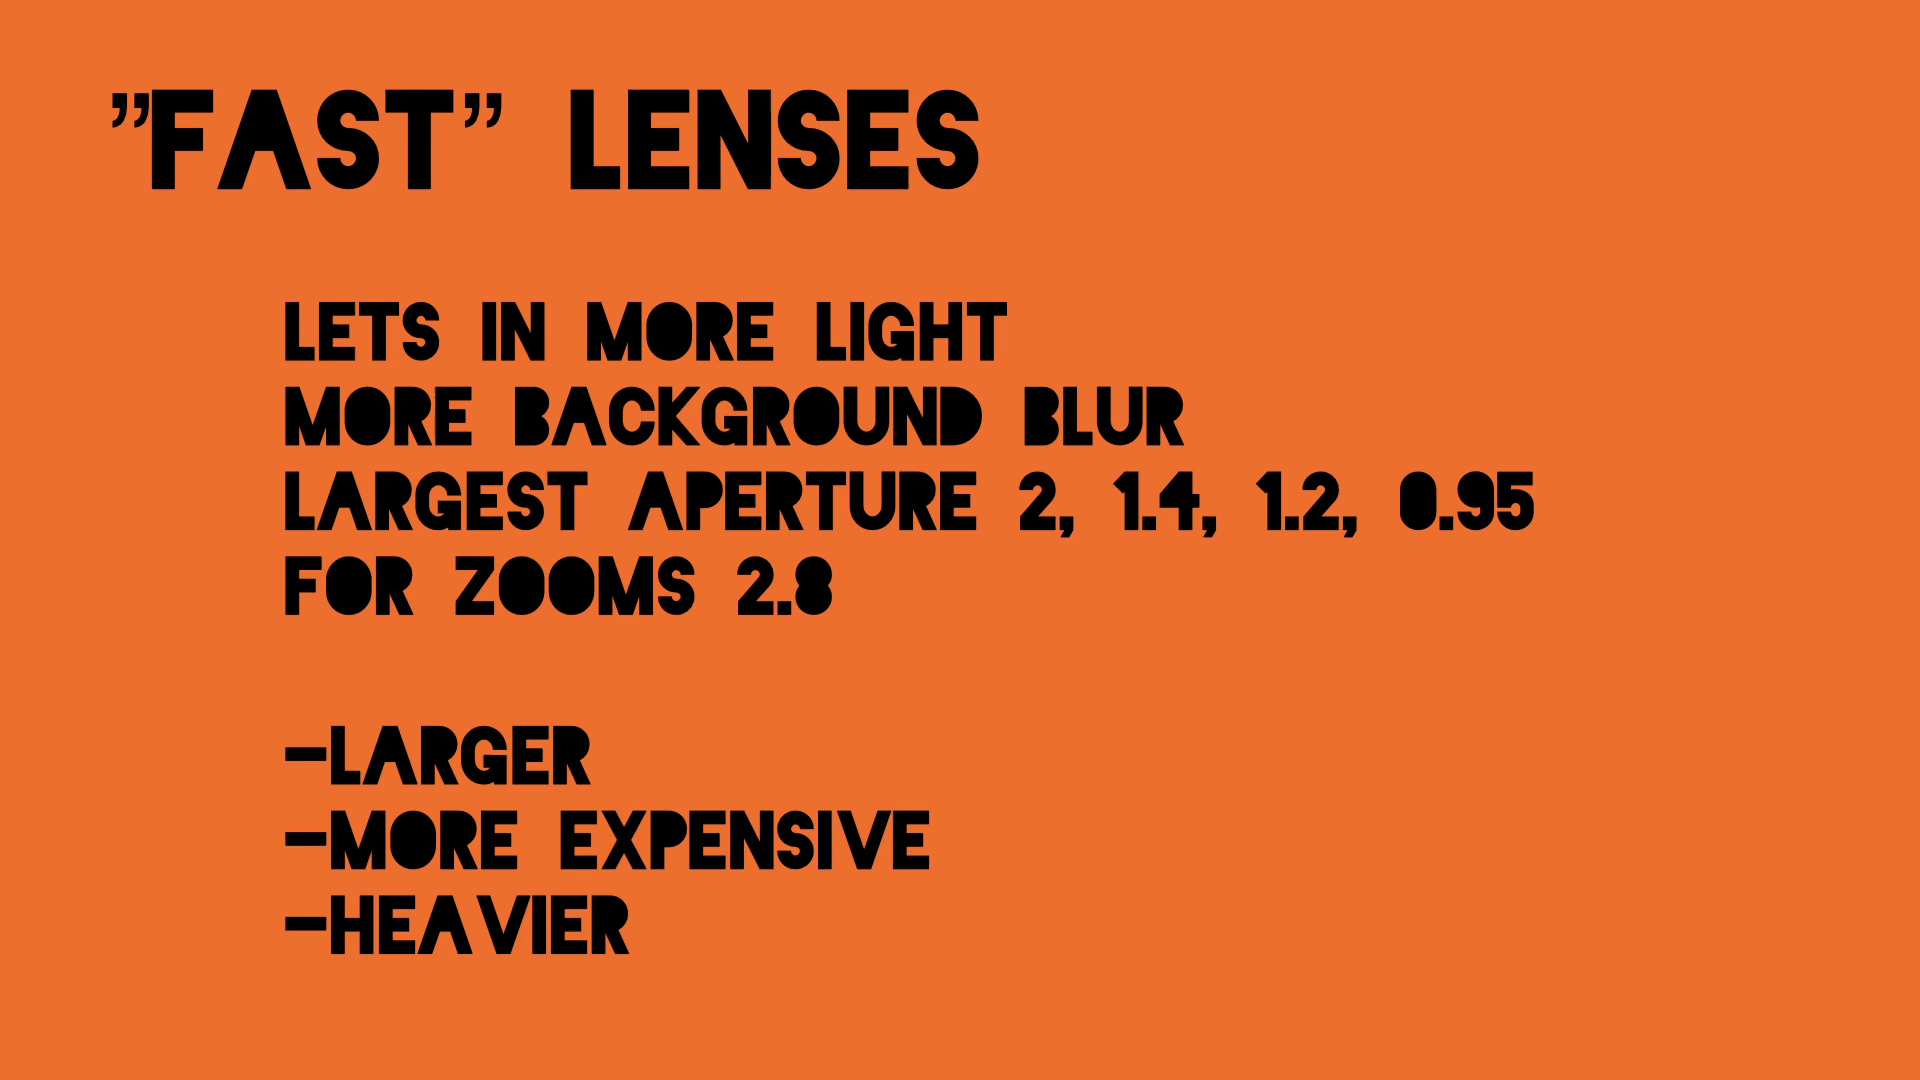 ”FAST” LENSES
LETS IN MORE LIGHT
MORE BACKGROUND BLUR
LARGEST APERTURE 2, 1.4, 1.2, 0.95
FOR ZOOMS 2.8
-LARGER
-MORE EXPENSIVE
-HEAVIER